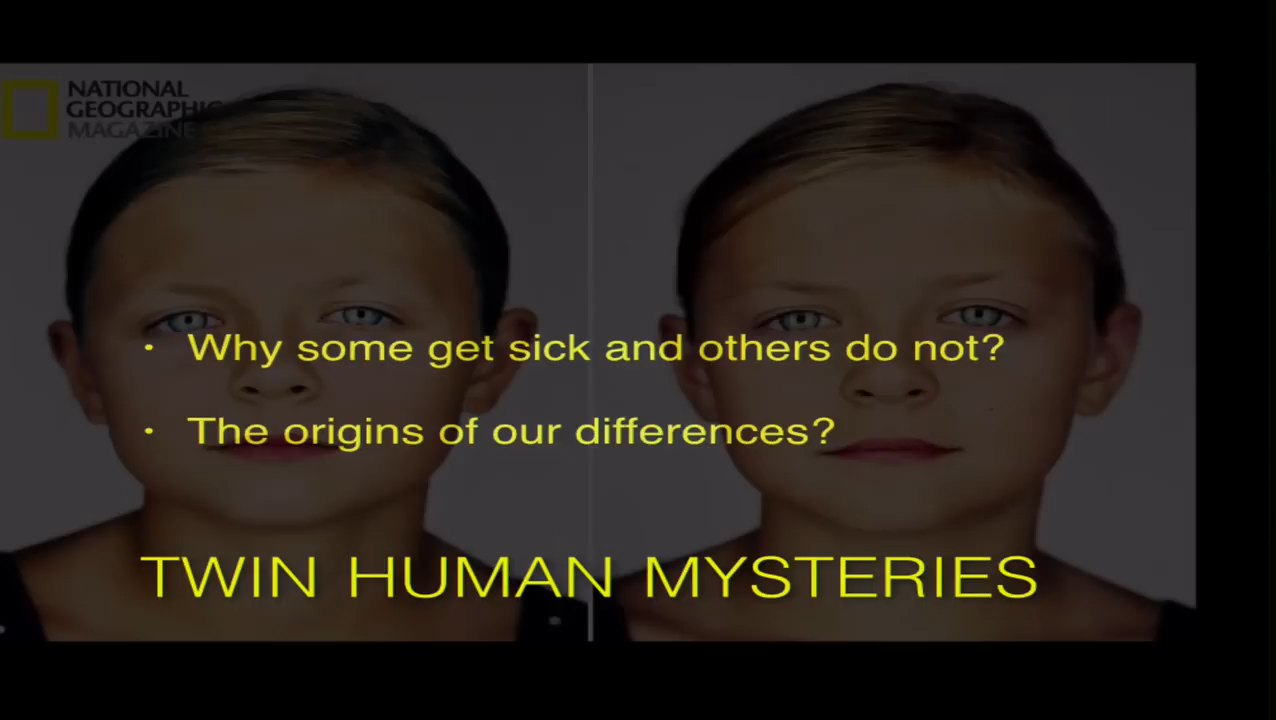 NATIONAL
GEOGRAPHIC
MAGAZINE
• Why some get sick and others do not?
• The origins of our differences?
TWIN HUMAN MYSTERIES